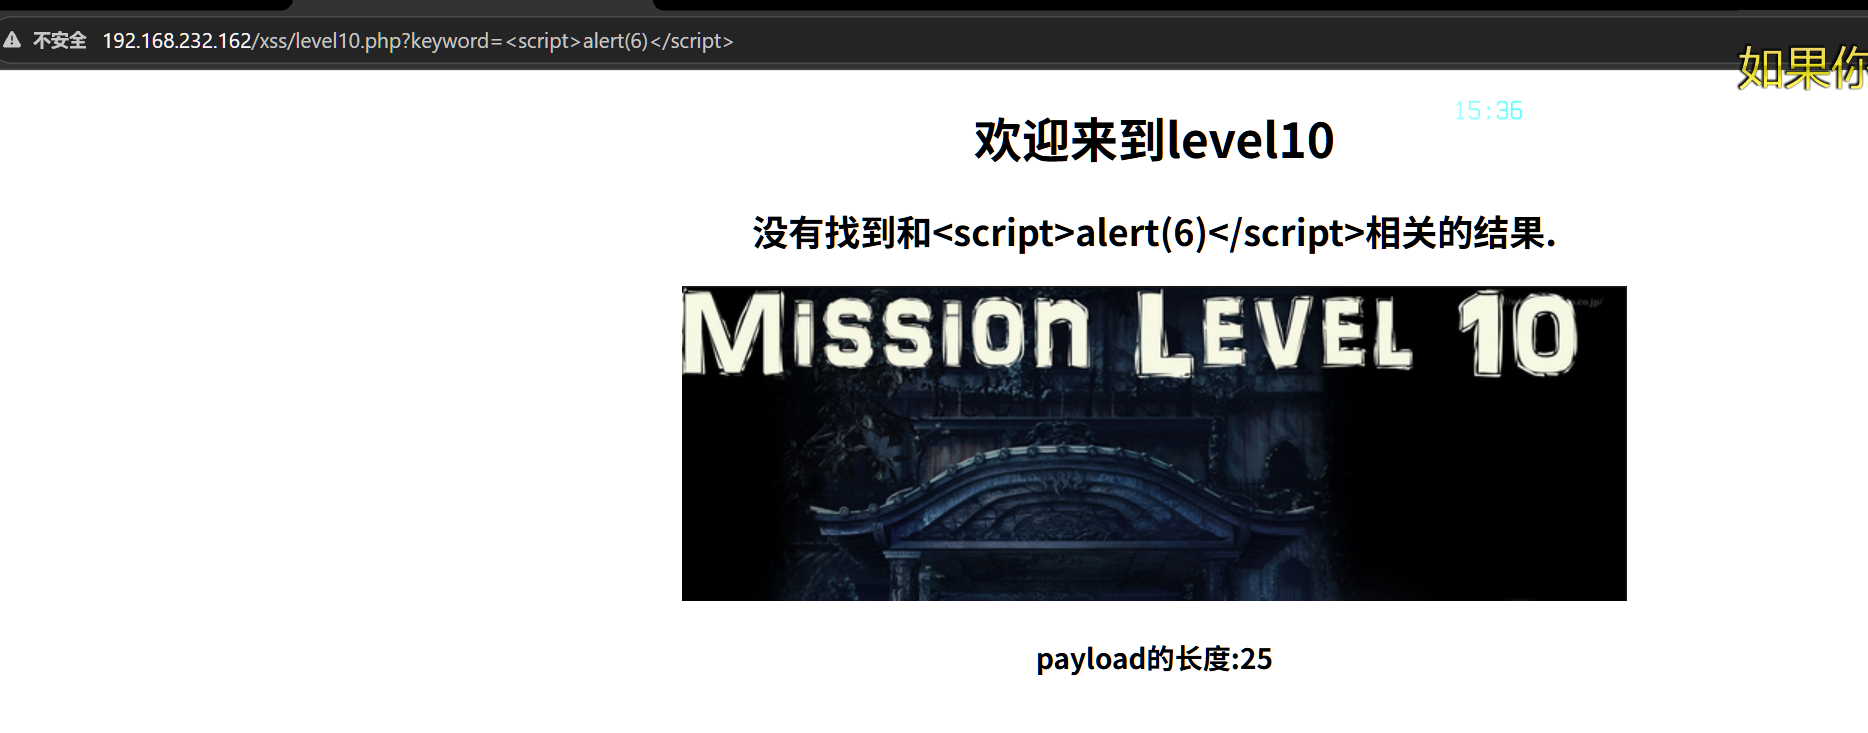 不安全 192.168.232.162/xss/level10.php?keyword=<script>alert(6)</script>
如果你
15:36
欢迎来到level10
没有找到和<script>alert(6)</script>相关的结果.
Mission Level 10
payload的长度:25